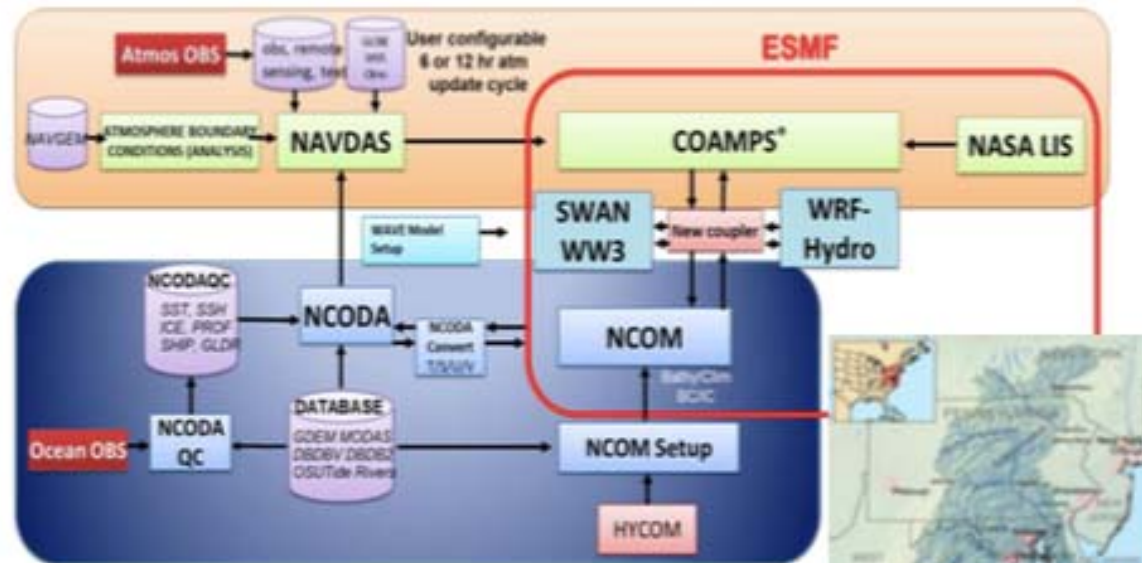 Atmos OBS
obs, remote
sensing, text
User configurable
6 or 12 hr atm
update cycle
ESMF
NAVGEM
ATMOSPHERE BOUNDARY
CONDITIONS (ANALYSIS)
NAVDAS
COAMPS®
NASA LIS
WAVE Model
Setup
SWAN
WW3
New coupler
WRF-
Hydro
NCODAQC
SST, SSH
ICE, PROF
SHIP, GLDR
NCODA
NCODA
Convert
T/S/U/V
NCOM
BathyClim
BC/IC
Ocean OBS
NCODA
QC
DATABASE
GDEM MODAS
DBDBV DBDB2
OSUTide Rivers
NCOM Setup
HYCOM
PENNSYLVANIA